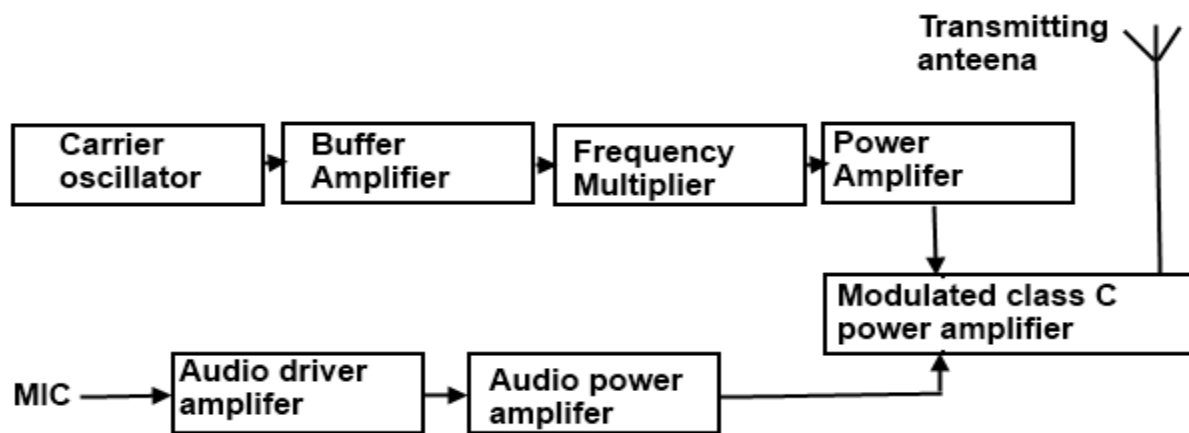 Transmitting
anteena
Carrier
oscillator
Buffer
Amplifier
Frequency
Multiplier
Power
Amplifer
Modulated class C
power amplifier
MIC
Audio driver
amplifer
Audio power
amplifer